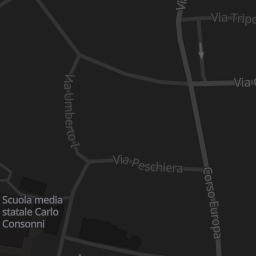 Via Tripo
Via
Via Umberto I
Via Peschiera
Corso Europa
Scuola media
statale Carlo
Consonni